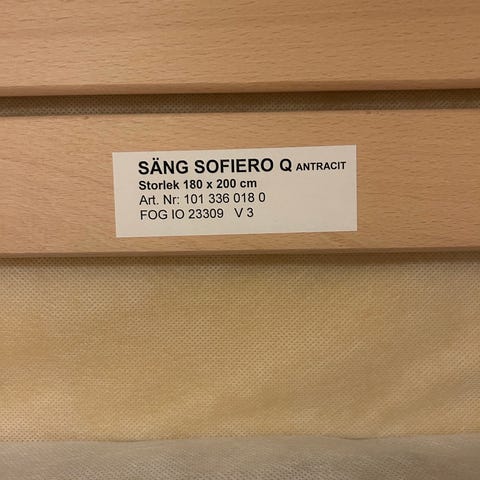 SÄNG SOFIERO Q ANTRACIT
Storlek 180 x 200 cm
Art. Nr: 101 336 018 0
FOG IO 23309 V 3